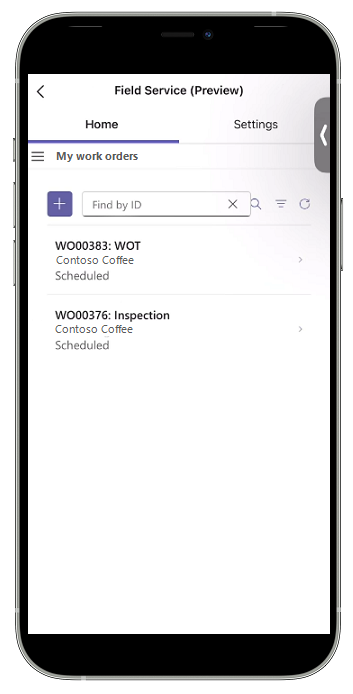 Field Service (Preview)
Home Settings
My work orders
Find by ID
WO00383: WOT
Contoso Coffee
Scheduled
WO00376: Inspection
Contoso Coffee
Scheduled